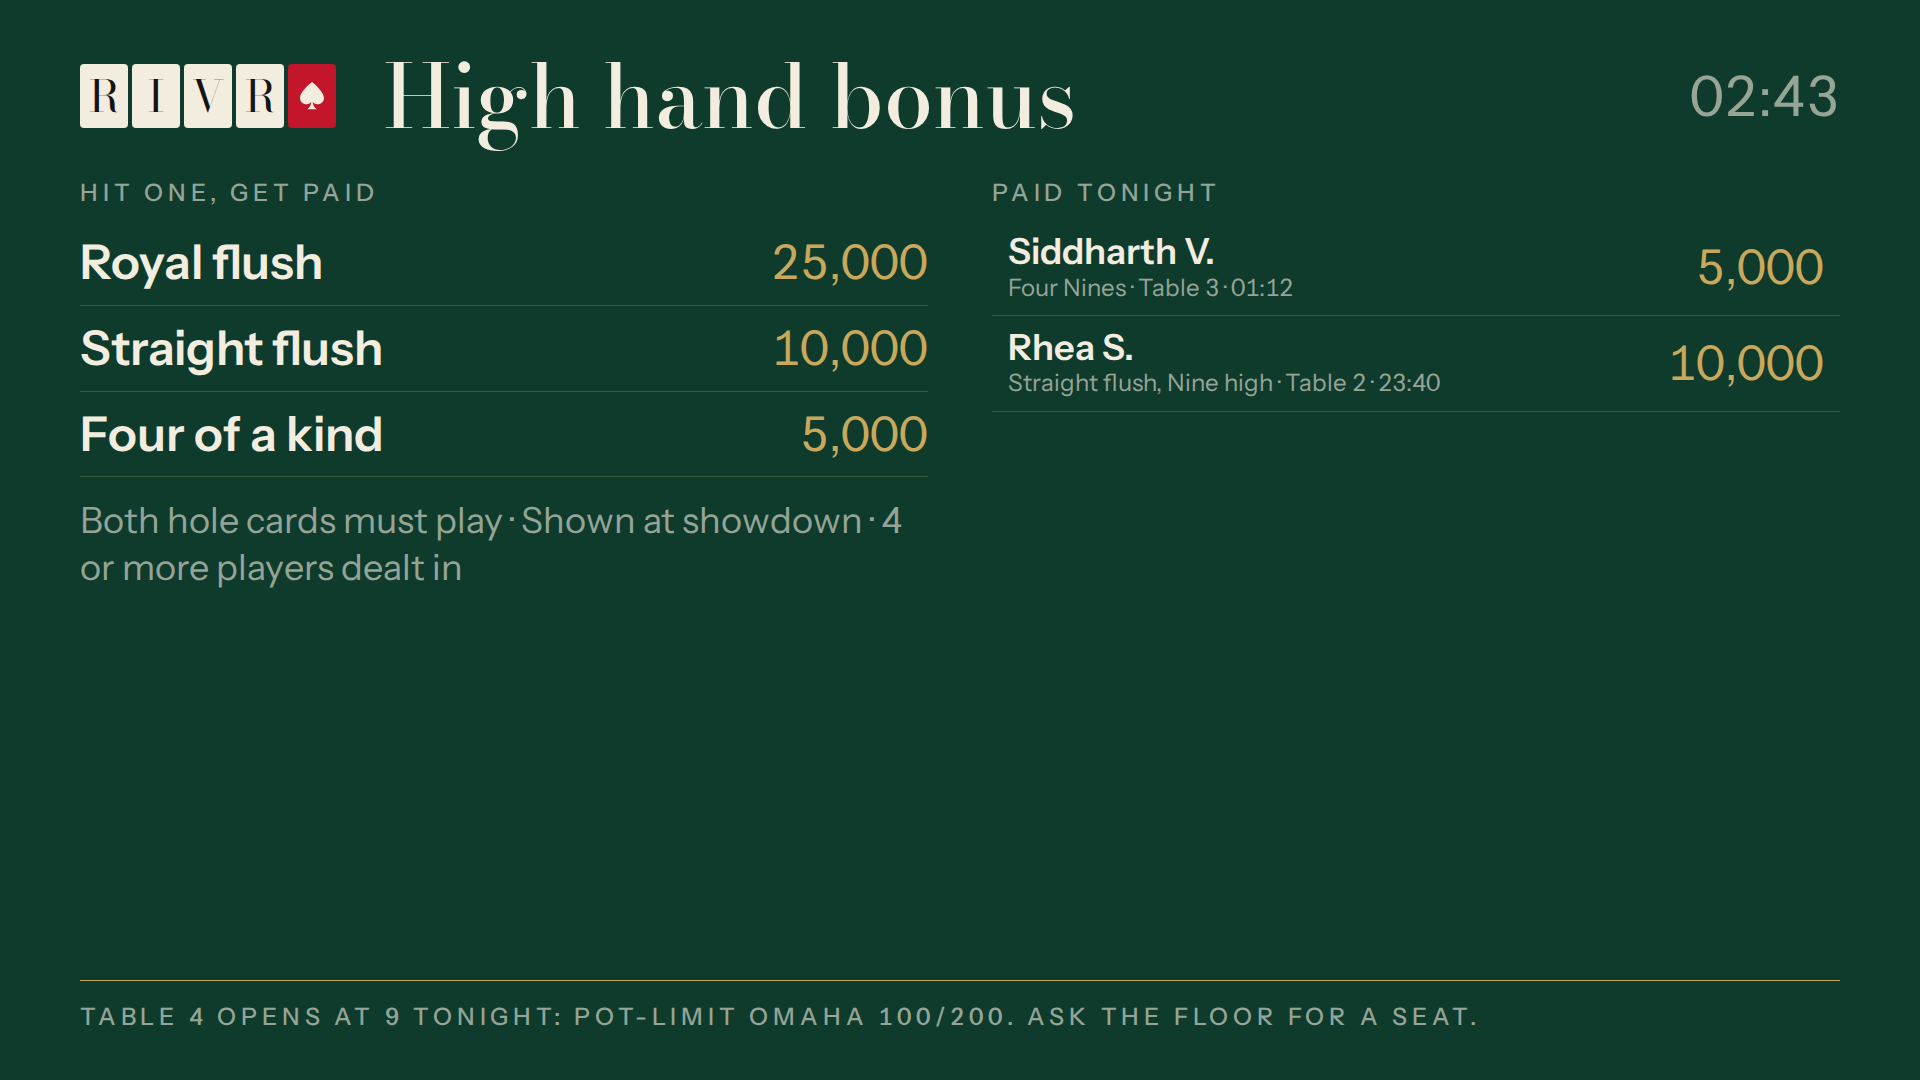 RIVR♠ High hand bonus 02:43
HIT ONE, GET PAID
Royal flush 25,000
Straight flush 10,000
Four of a kind 5,000
Both hole cards must play · Shown at showdown · 4
or more players dealt in
PAID TONIGHT
Siddharth V. 5,000
Four Nines · Table 3 · 01:12
Rhea S. 10,000
Straight flush, Nine high · Table 2 · 23:40
TABLE 4 OPENS AT 9 TONIGHT: POT-LIMIT OMAHA 100/200. ASK THE FLOOR FOR A SEAT.